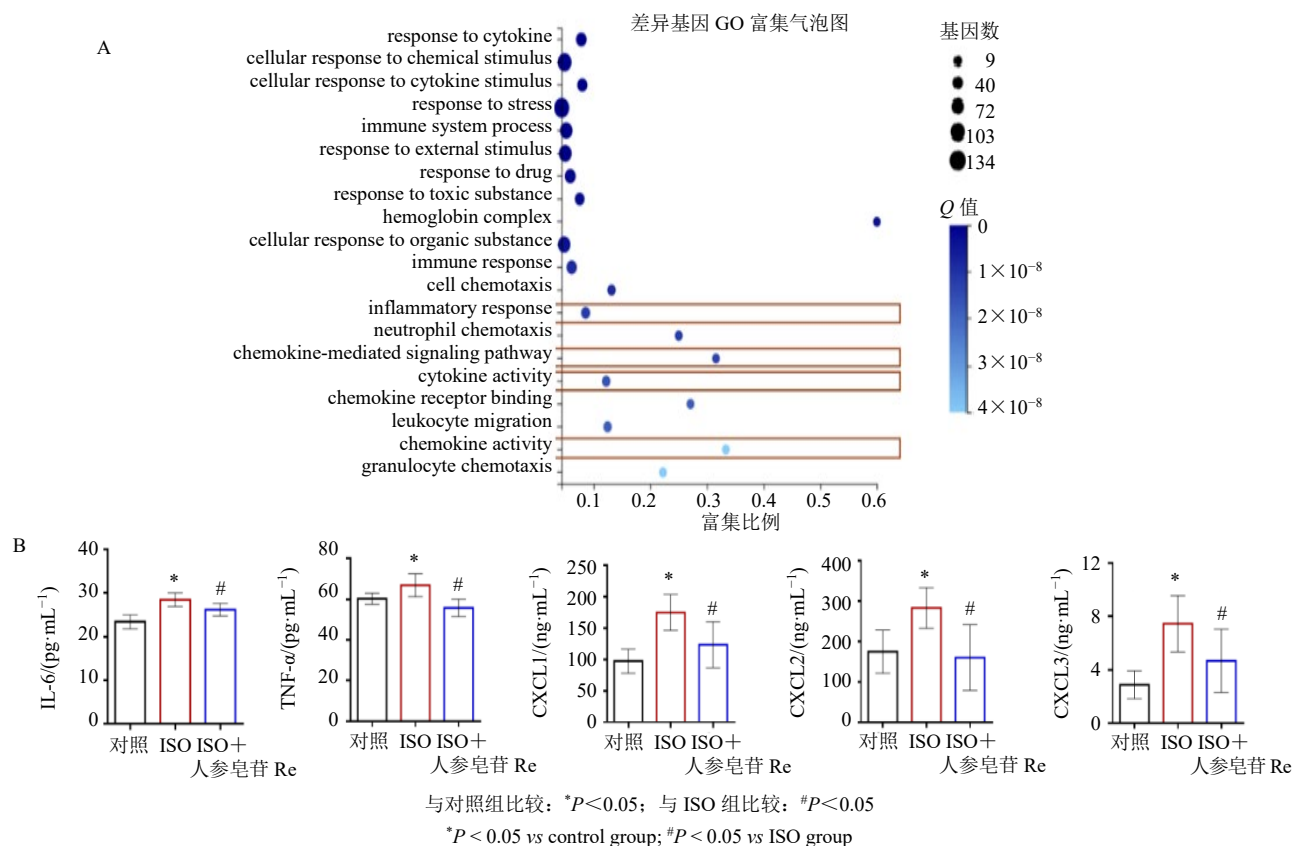 A
差异基因 GO 富集气泡图
response to cytokine
cellular response to chemical stimulus
cellular response to cytokine stimulus
response to stress
immune system process
response to external stimulus
response to drug
response to toxic substance
hemoglobin complex
cellular response to organic substance
immune response
cell chemotaxis
inflammatory response
neutrophil chemotaxis
chemokine-mediated signaling pathway
cytokine activity
chemokine receptor binding
leukocyte migration
chemokine activity
granulocyte chemotaxis
0.1 0.2 0.3 0.4 0.5 0.6
富集比例
基因数
9
40
72
103
134
Q 值
0
1×10⁻⁸
2×10⁻⁸
3×10⁻⁸
4×10⁻⁸
B
IL-6/(pg·mL⁻¹)
40
30
20
10
0
*
#
对照 ISO ISO＋
人参皂苷 Re
TNF-α/(pg·mL⁻¹)
80
60
40
20
0
*
#
对照 ISO ISO＋
人参皂苷 Re
CXCL1/(ng·mL⁻¹)
250
200
150
100
50
0
*
#
对照 ISO ISO＋
人参皂苷 Re
CXCL2/(ng·mL⁻¹)
400
300
200
100
0
*
#
对照 ISO ISO＋
人参皂苷 Re
CXCL3/(ng·mL⁻¹)
12
8
4
0
*
#
对照 ISO ISO＋
人参皂苷 Re
与对照组比较：*P＜0.05；与 ISO 组比较：#P＜0.05
*P < 0.05 vs control group; #P < 0.05 vs ISO group